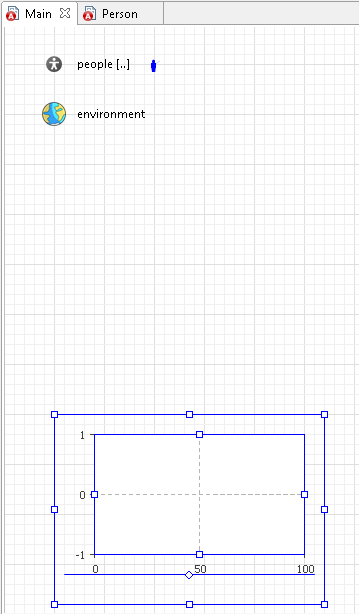 Main Person
people [..]
environment
1
0
-1
0 50 100